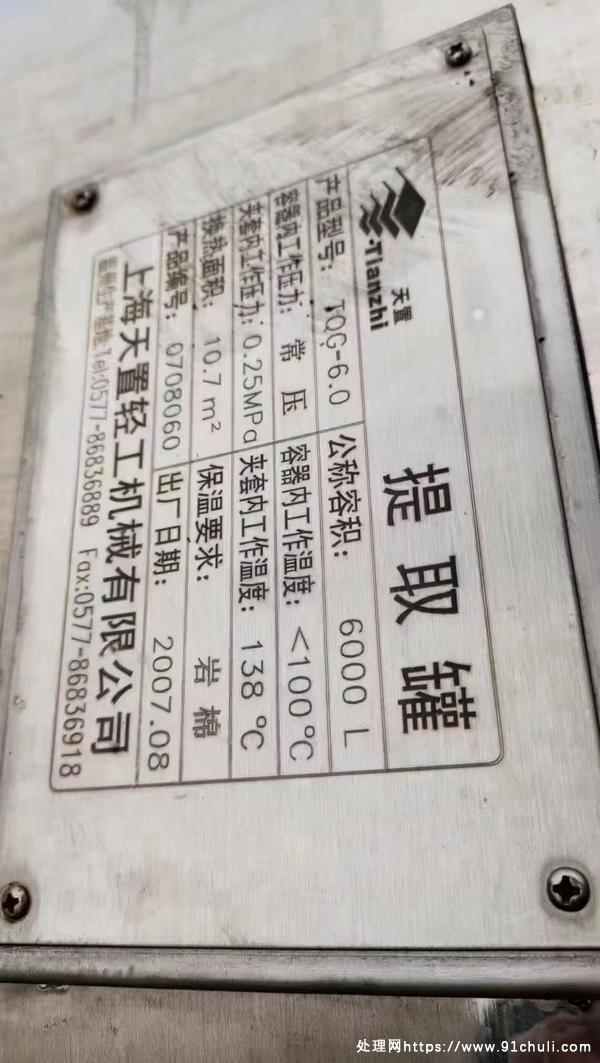 天置
Tianzhi
提取罐
产品型号: TQG-6.0 公称容积: 6000 L
容器内工作压力: 常压 容器内工作温度: <100℃
夹套内工作压力: 0.25MPa 夹套内工作温度: 138℃
换热面积: 10.7m² 保温要求: 岩棉
产品编号: 0708060 出厂日期: 2007.08
上海天置轻工机械有限公司
Tel:0577-86836889 Fax:0577-86836918
处理网https://www.91chuli.com